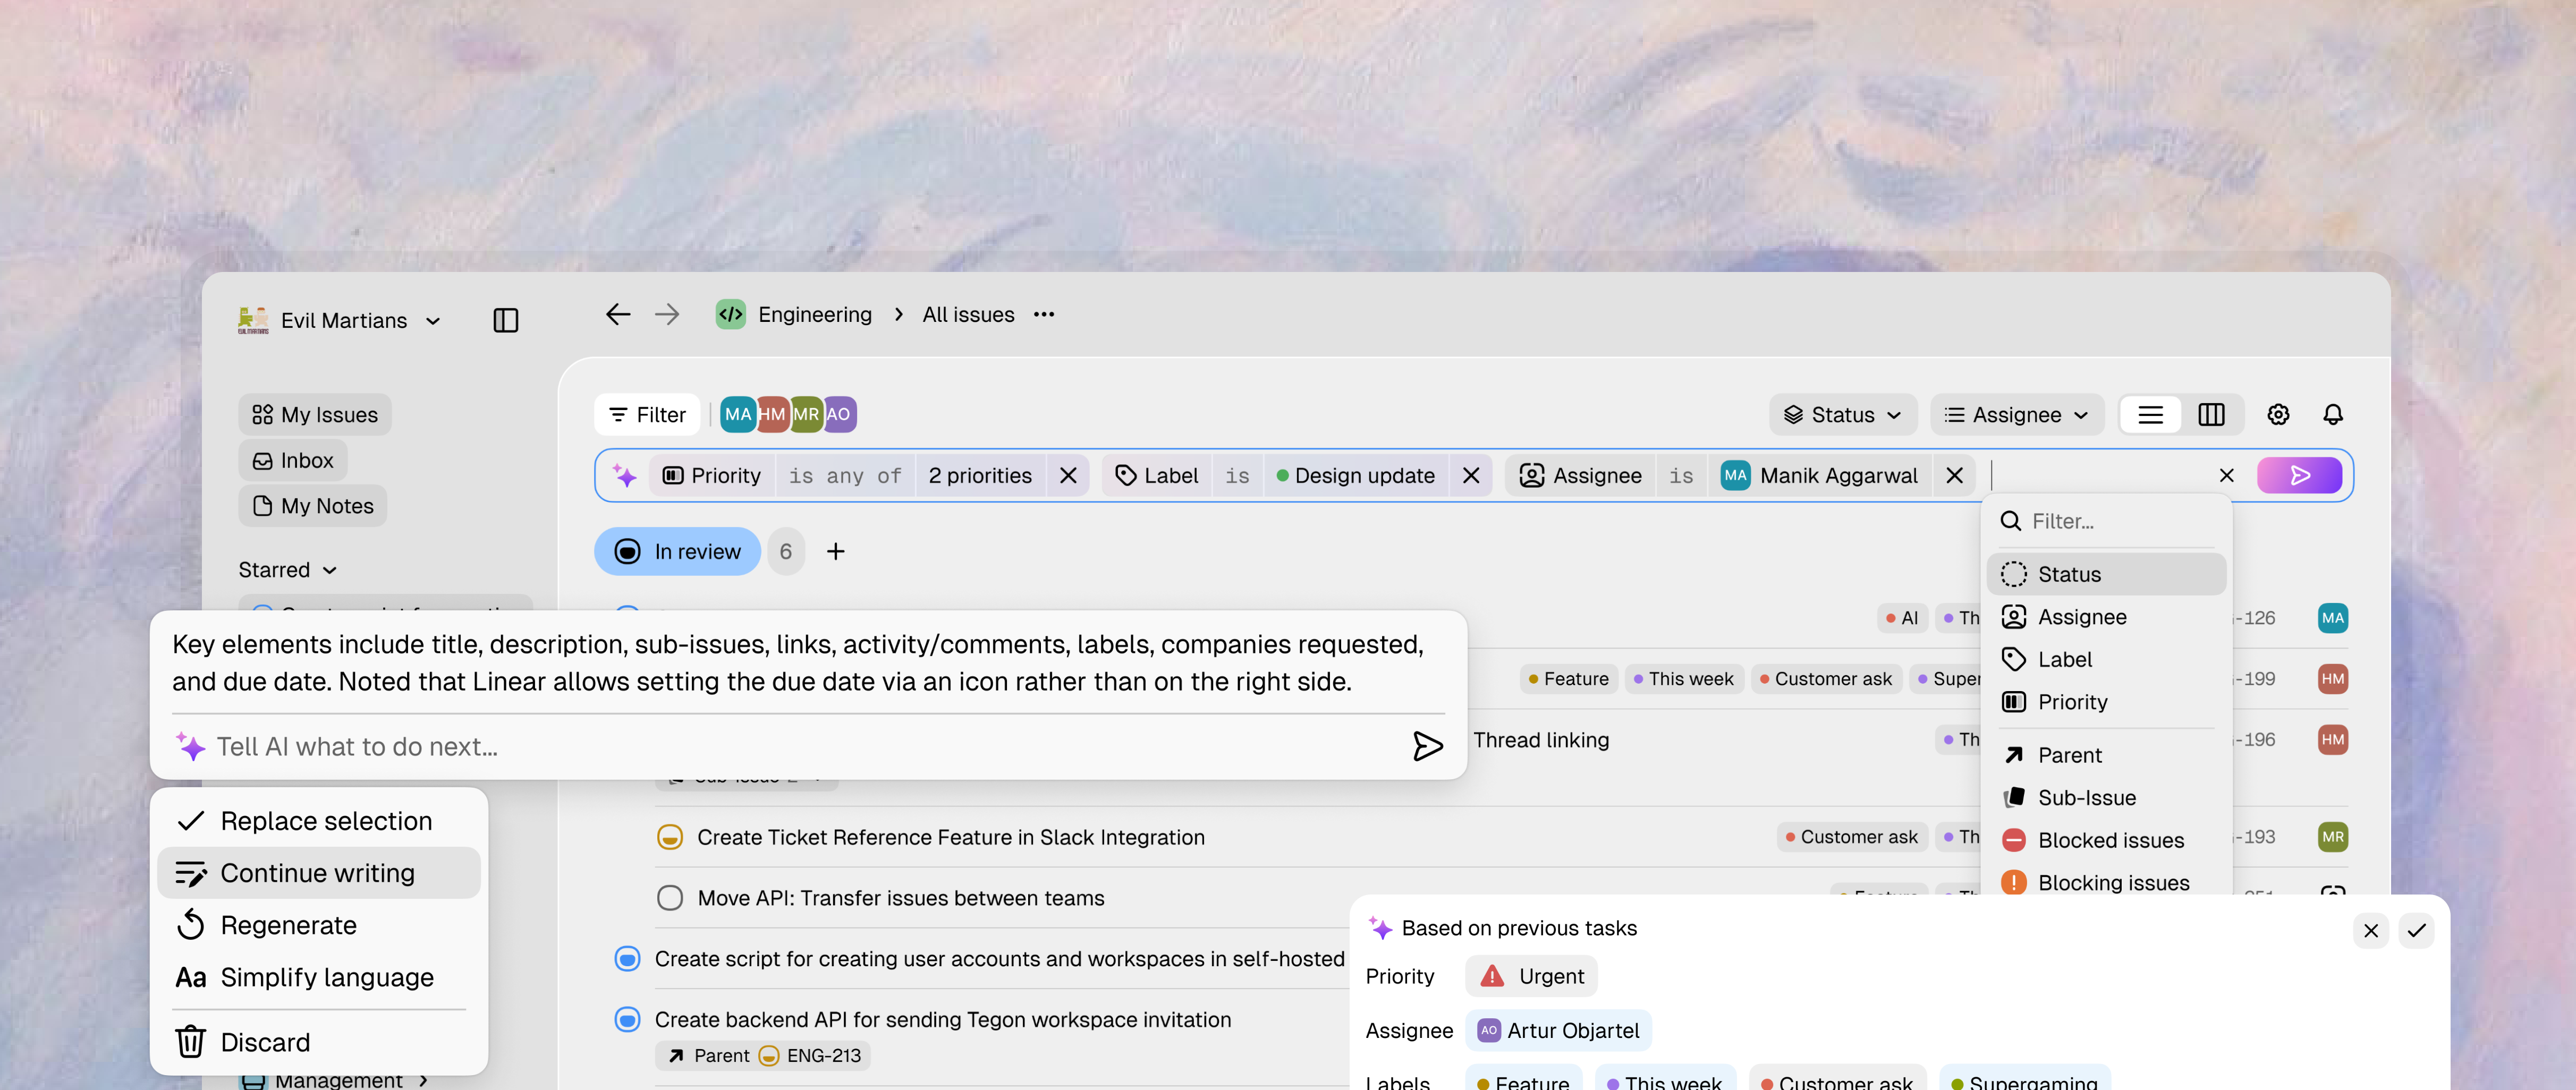 Evil Martians
Engineering
All issues
My Issues
Inbox
My Notes
Starred
Filter
MA
HM
MR
AO
Status
Assignee
Priority is any of 2 priorities
Label is Design update
Assignee is MA Manik Aggarwal
In review 6
Filter...
Status
Assignee
Label
Priority
Parent
Sub-Issue
Blocked issues
Blocking issues
Key elements include title, description, sub-issues, links, activity/comments, labels, companies requested,
and due date. Noted that Linear allows setting the due date via an icon rather than on the right side.
Tell AI what to do next...
Replace selection
Continue writing
Regenerate
Simplify language
Discard
Management
AI Th -126 MA
Feature This week Customer ask Super -199 HM
Thread linking Th -196 HM
Create Ticket Reference Feature in Slack Integration Customer ask Th -193 MR
Move API: Transfer issues between teams
Create script for creating user accounts and workspaces in self-hosted
Create backend API for sending Tegon workspace invitation
Parent ENG-213
Based on previous tasks
Priority Urgent
Assignee AO Artur Objartel
Labels Feature This week Customer ask Supergaming